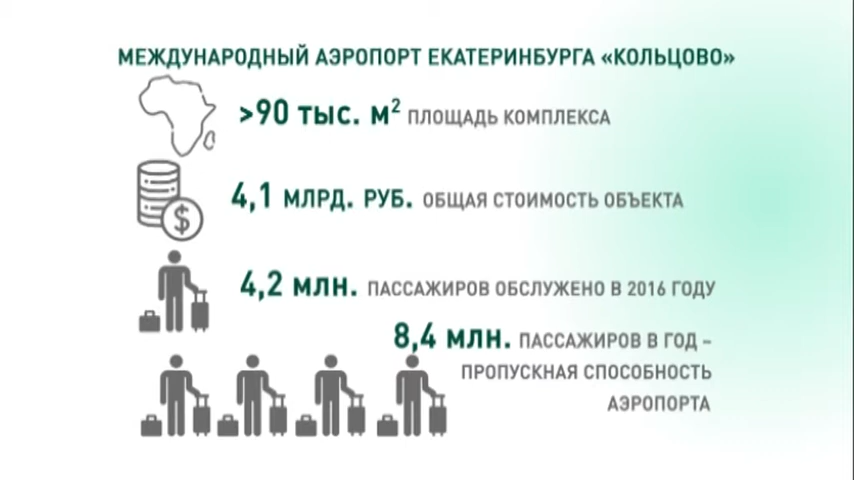 МЕЖДУНАРОДНЫЙ АЭРОПОРТ ЕКАТЕРИНБУРГА «КОЛЬЦОВО»
>90 тыс. м² ПЛОЩАДЬ КОМПЛЕКСА
4,1 МЛРД. РУБ. ОБЩАЯ СТОИМОСТЬ ОБЪЕКТА
$
4,2 млн. ПАССАЖИРОВ ОБСЛУЖЕНО В 2016 ГОДУ
8,4 млн. ПАССАЖИРОВ В ГОД –
ПРОПУСКНАЯ СПОСОБНОСТЬ
АЭРОПОРТА